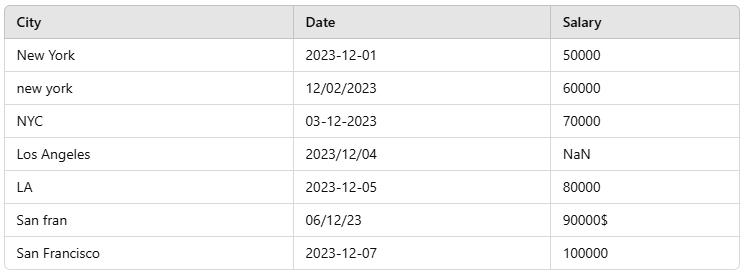 City Date Salary
New York 2023-12-01 50000
new york 12/02/2023 60000
NYC 03-12-2023 70000
Los Angeles 2023/12/04 NaN
LA 2023-12-05 80000
San fran 06/12/23 90000$
San Francisco 2023-12-07 100000